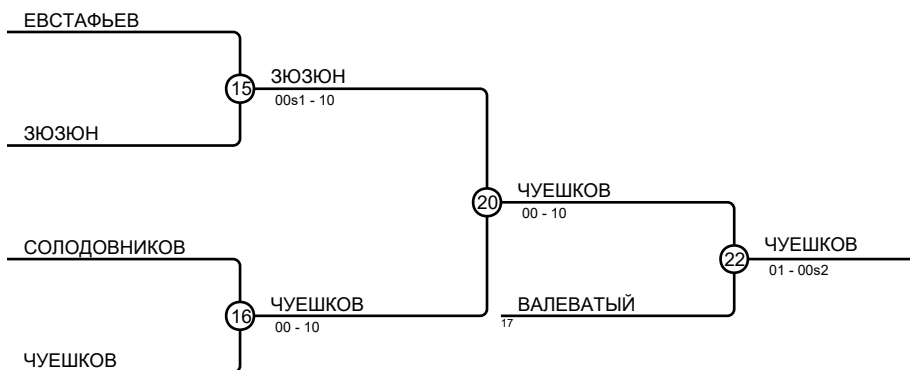 ЕВСТАФЬЕВ
15
ЗЮЗЮН
00s1 - 10
ЗЮЗЮН
20
ЧУЕШКОВ
00 - 10
СОЛОДОВНИКОВ
22
ЧУЕШКОВ
01 - 00s2
16
ЧУЕШКОВ
00 - 10
ВАЛЕВАТЫЙ
17
ЧУЕШКОВ